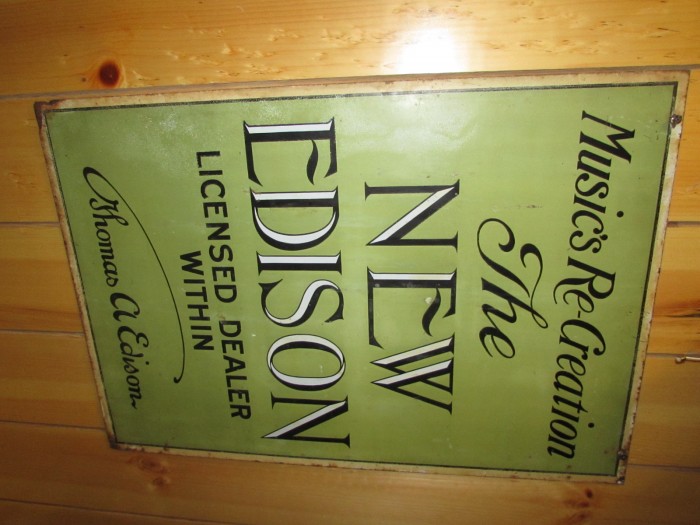 Music's Re-Creation
The
NEW
EDISON
LICENSED DEALER
WITHIN
Thomas A Edison